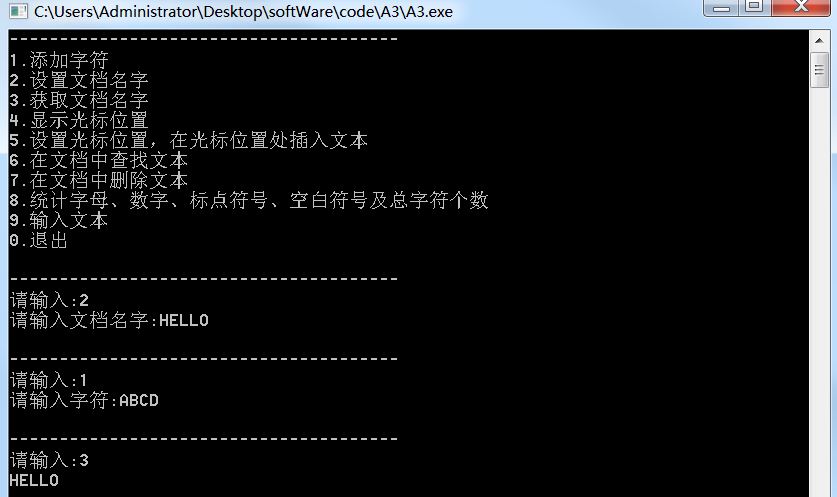 C:\Users\Administrator\Desktop\softWare\code\A3\A3.exe
---------------------------------------
1.添加字符
2.设置文档名字
3.获取文档名字
4.显示光标位置
5.设置光标位置，在光标位置处插入文本
6.在文档中查找文本
7.在文档中删除文本
8.统计字母、数字、标点符号、空白符号及总字符个数
9.输入文本
0.退出
---------------------------------------
请输入:2
请输入文档名字:HELLO
---------------------------------------
请输入:1
请输入字符:ABCD
---------------------------------------
请输入:3
HELLO